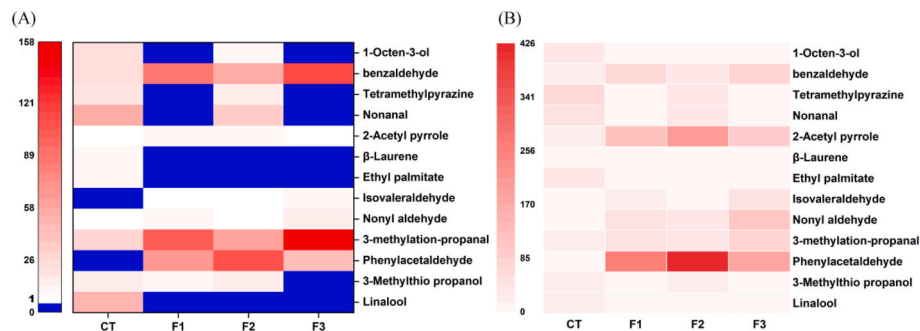 (A)
158
121
89
58
26
1
0
1-Octen-3-ol
benzaldehyde
Tetramethylpyrazine
Nonanal
2-Acetyl pyrrole
β-Laurene
Ethyl palmitate
Isovaleraldehyde
Nonyl aldehyde
3-methylation-propanal
Phenylacetaldehyde
3-Methylthio propanol
Linalool
CT F1 F2 F3
(B)
426
341
256
170
85
0
1-Octen-3-ol
benzaldehyde
Tetramethylpyrazine
Nonanal
2-Acetyl pyrrole
β-Laurene
Ethyl palmitate
Isovaleraldehyde
Nonyl aldehyde
3-methylation-propanal
Phenylacetaldehyde
3-Methylthio propanol
Linalool
CT F1 F2 F3